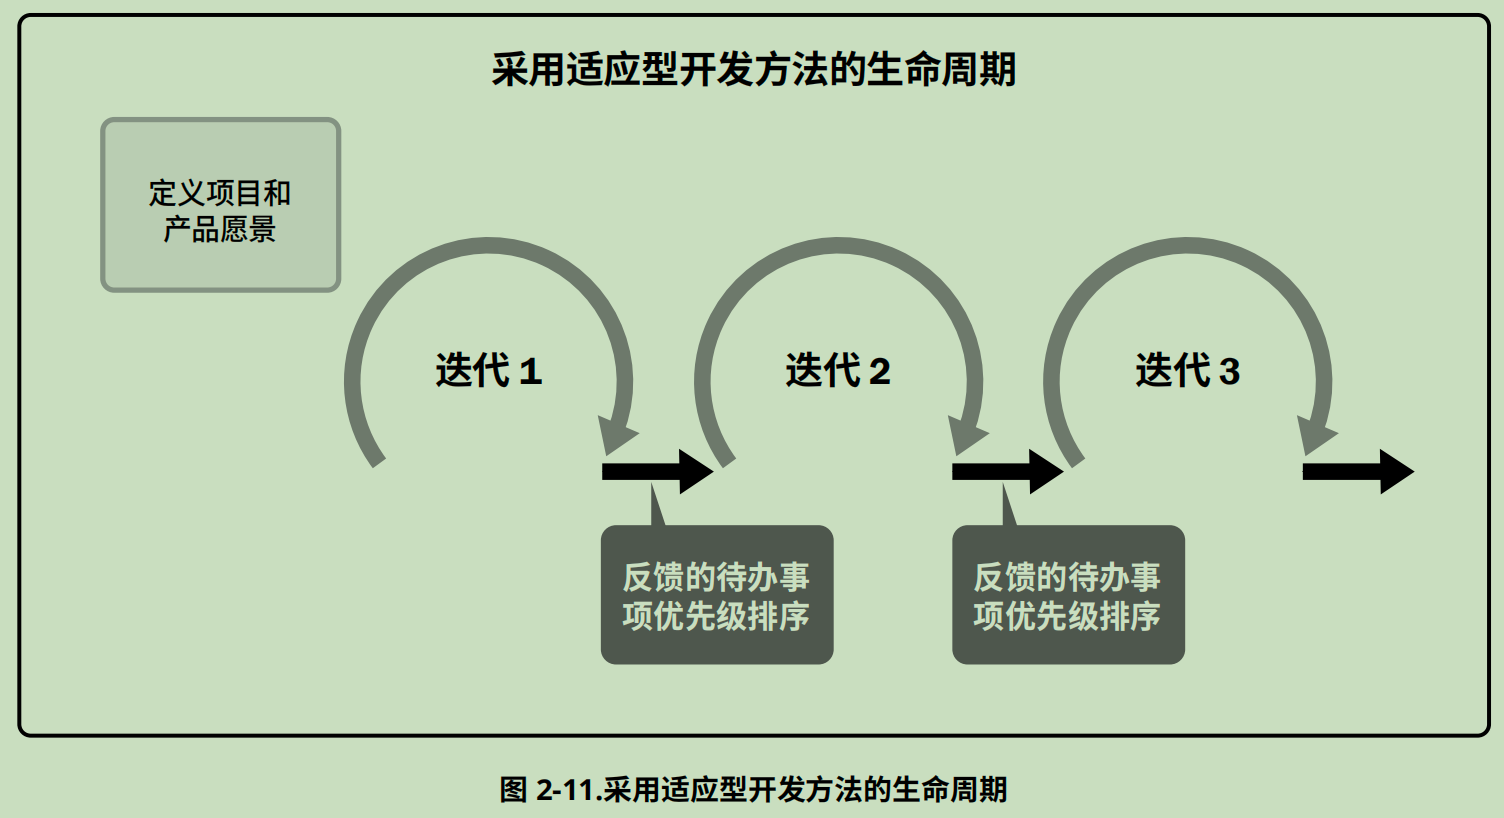 采用适应型开发方法的生命周期
定义项目和
产品愿景
迭代 1
迭代 2
迭代 3
反馈的待办事
项优先级排序
反馈的待办事
项优先级排序
图 2-11.采用适应型开发方法的生命周期